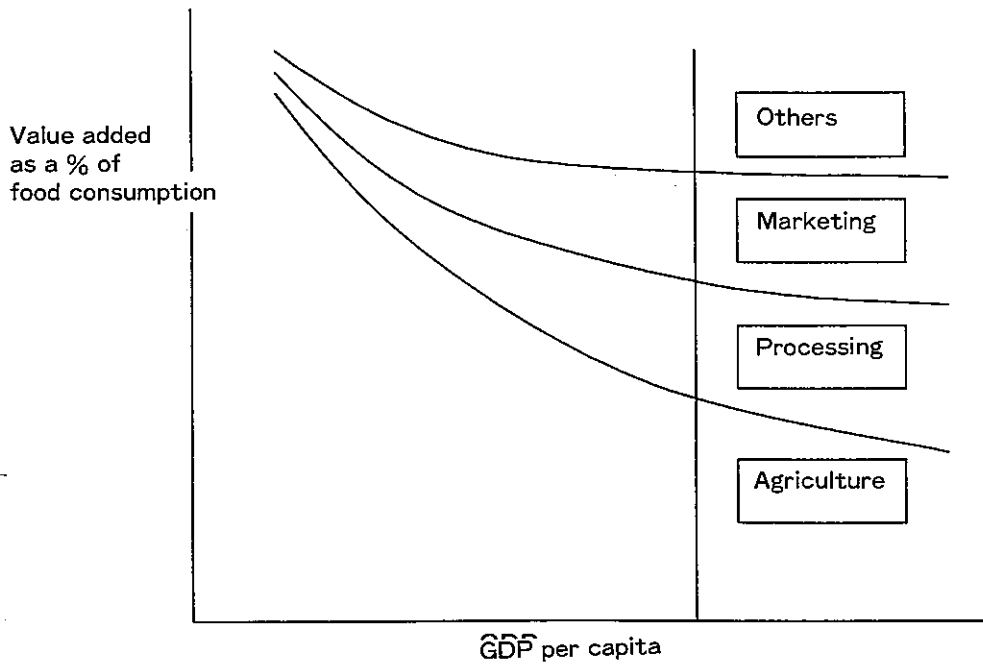 Value added
as a % of
food consumption
Others
Marketing
Processing
Agriculture
GDP per capita